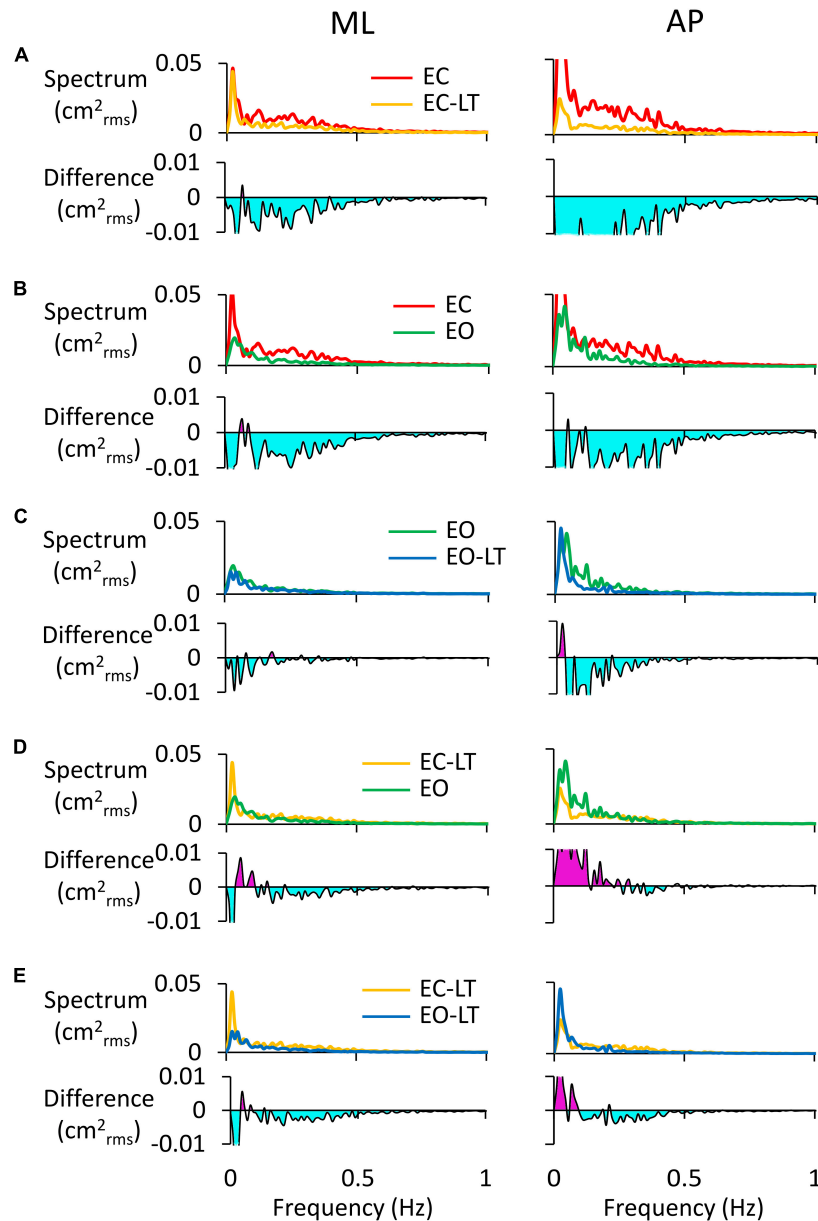 ML AP
A
Spectrum
(cm²rms)
0.05
0
EC
EC-LT
Difference
(cm²rms)
0.01
0
-0.01
B
Spectrum
(cm²rms)
0.05
0
EC
EO
Difference
(cm²rms)
0.01
0
-0.01
C
Spectrum
(cm²rms)
0.05
0
EO
EO-LT
Difference
(cm²rms)
0.01
0
-0.01
D
Spectrum
(cm²rms)
0.05
0
EC-LT
EO
Difference
(cm²rms)
0.01
0
-0.01
E
Spectrum
(cm²rms)
0.05
0
EC-LT
EO-LT
Difference
(cm²rms)
0.01
0
-0.01
0 0.5 1 0 0.5 1
Frequency (Hz) Frequency (Hz)